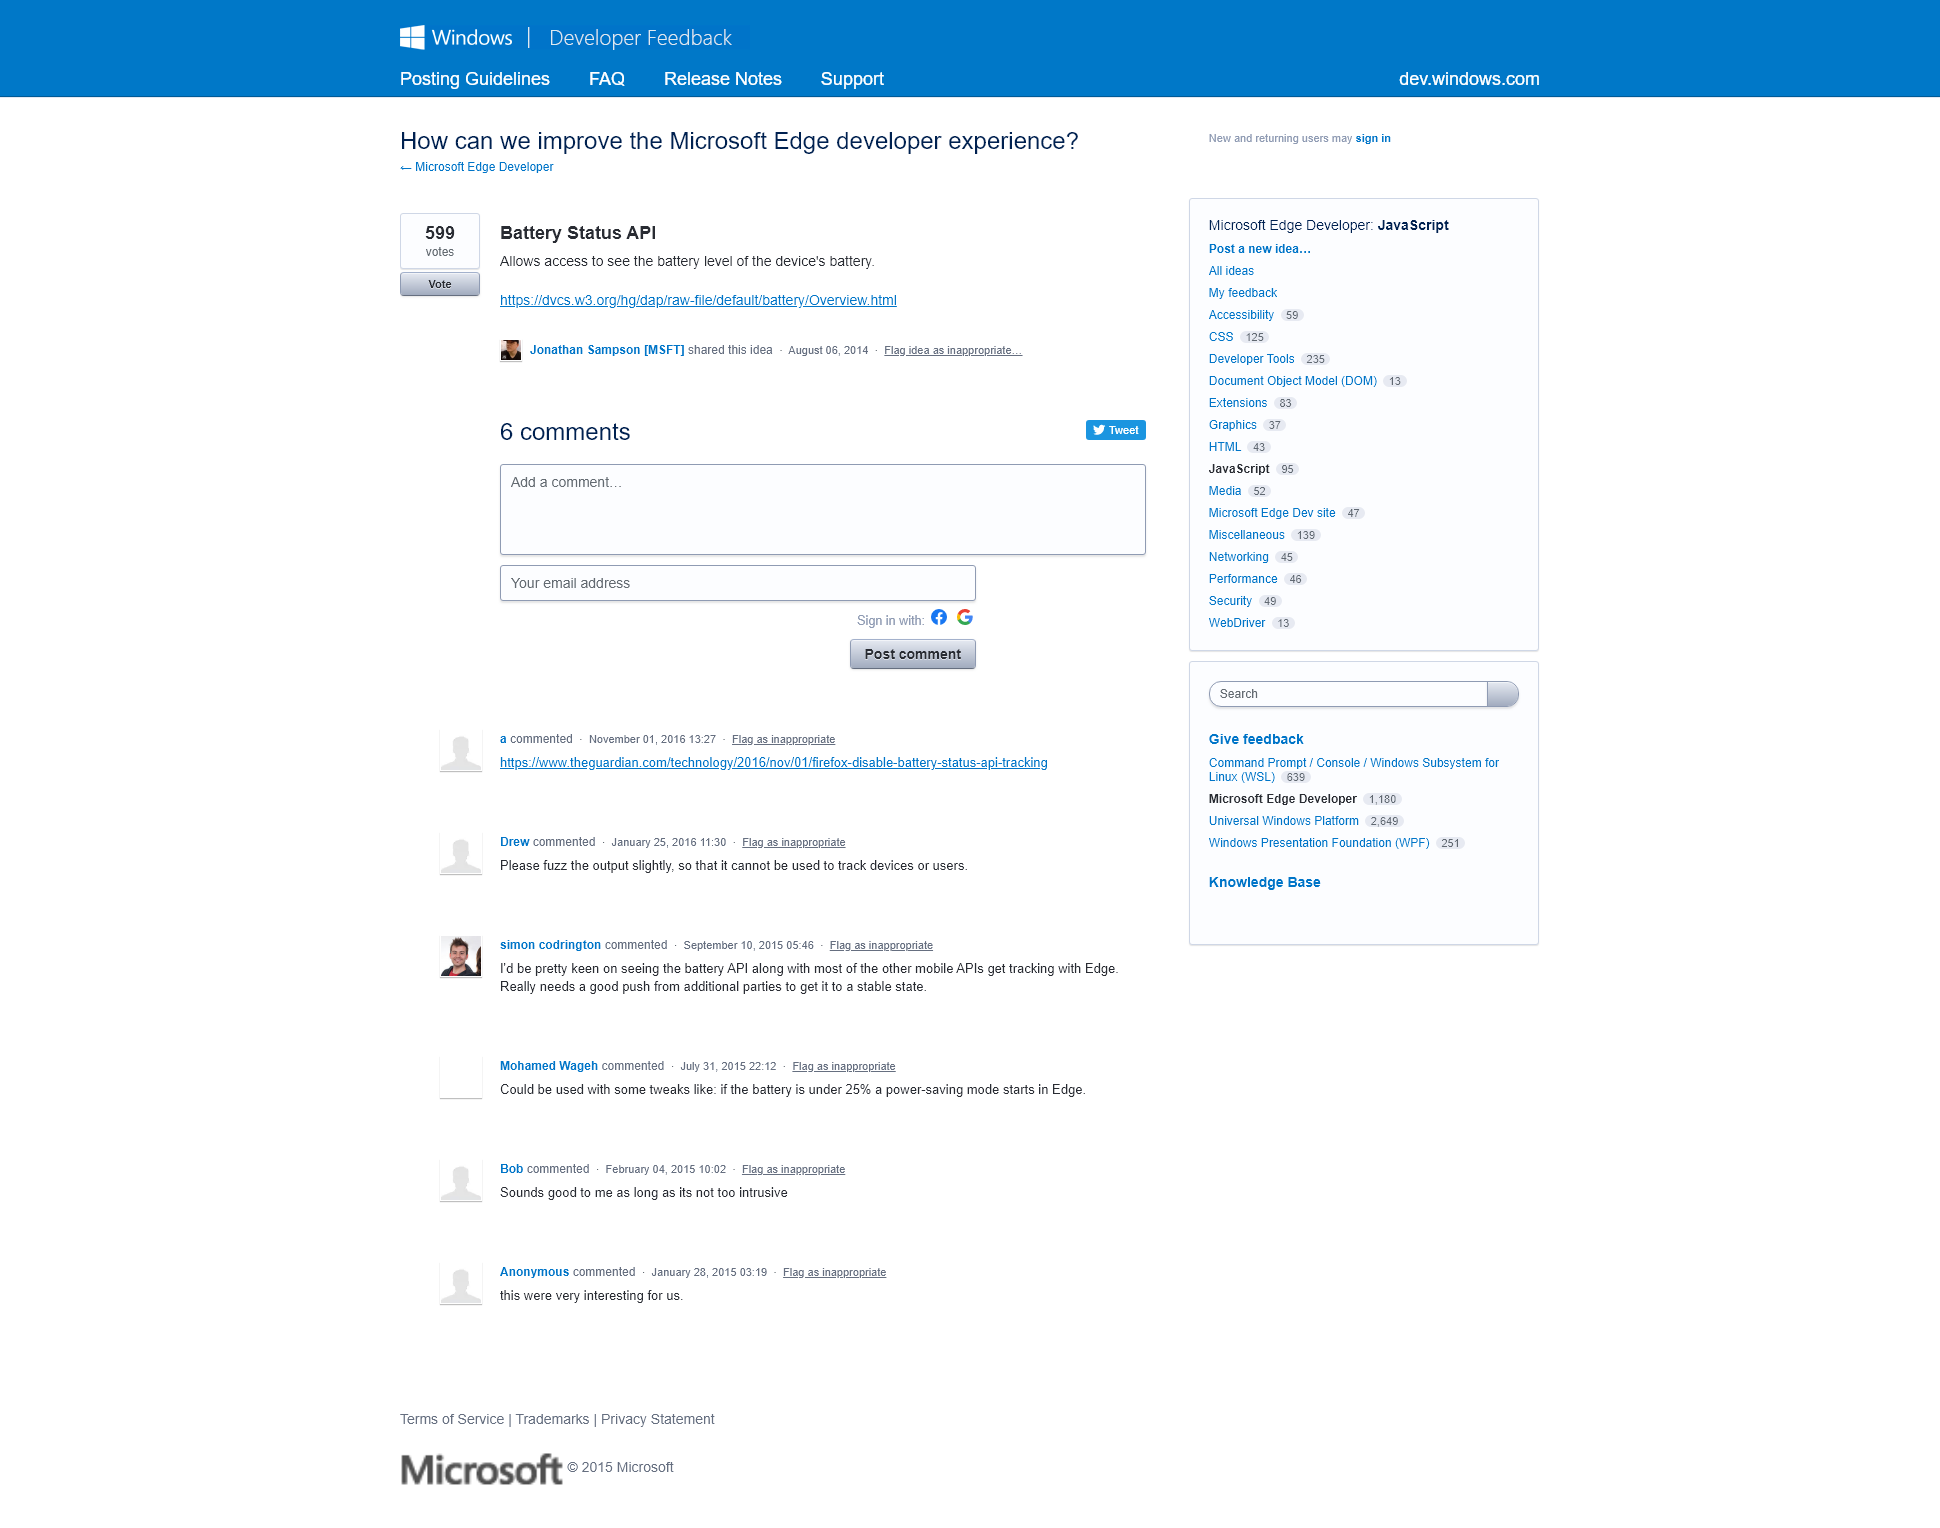 Windows | Developer Feedback
Posting Guidelines FAQ Release Notes Support dev.windows.com
How can we improve the Microsoft Edge developer experience?
← Microsoft Edge Developer
New and returning users may sign in
599
votes
Vote
Battery Status API
Allows access to see the battery level of the device's battery.
https://dvcs.w3.org/hg/dap/raw-file/default/battery/Overview.html
Jonathan Sampson [MSFT] shared this idea · August 06, 2014 · Flag idea as inappropriate…
6 comments
Tweet
Add a comment…
Your email address
Sign in with:
Post comment
a commented · November 01, 2016 13:27 · Flag as inappropriate
https://www.theguardian.com/technology/2016/nov/01/firefox-disable-battery-status-api-tracking
Drew commented · January 25, 2016 11:30 · Flag as inappropriate
Please fuzz the output slightly, so that it cannot be used to track devices or users.
simon codrington commented · September 10, 2015 05:46 · Flag as inappropriate
I'd be pretty keen on seeing the battery API along with most of the other mobile APIs get tracking with Edge.
Really needs a good push from additional parties to get it to a stable state.
Mohamed Wageh commented · July 31, 2015 22:12 · Flag as inappropriate
Could be used with some tweaks like: if the battery is under 25% a power-saving mode starts in Edge.
Bob commented · February 04, 2015 10:02 · Flag as inappropriate
Sounds good to me as long as its not too intrusive
Anonymous commented · January 28, 2015 03:19 · Flag as inappropriate
this were very interesting for us.
Microsoft Edge Developer: JavaScript
Post a new idea…
All ideas
My feedback
Accessibility 59
CSS 125
Developer Tools 235
Document Object Model (DOM) 13
Extensions 83
Graphics 37
HTML 43
JavaScript 95
Media 52
Microsoft Edge Dev site 47
Miscellaneous 139
Networking 45
Performance 46
Security 49
WebDriver 13
Search
Give feedback
Command Prompt / Console / Windows Subsystem for
Linux (WSL) 639
Microsoft Edge Developer 1,180
Universal Windows Platform 2,649
Windows Presentation Foundation (WPF) 251
Knowledge Base
Terms of Service | Trademarks | Privacy Statement
Microsoft © 2015 Microsoft